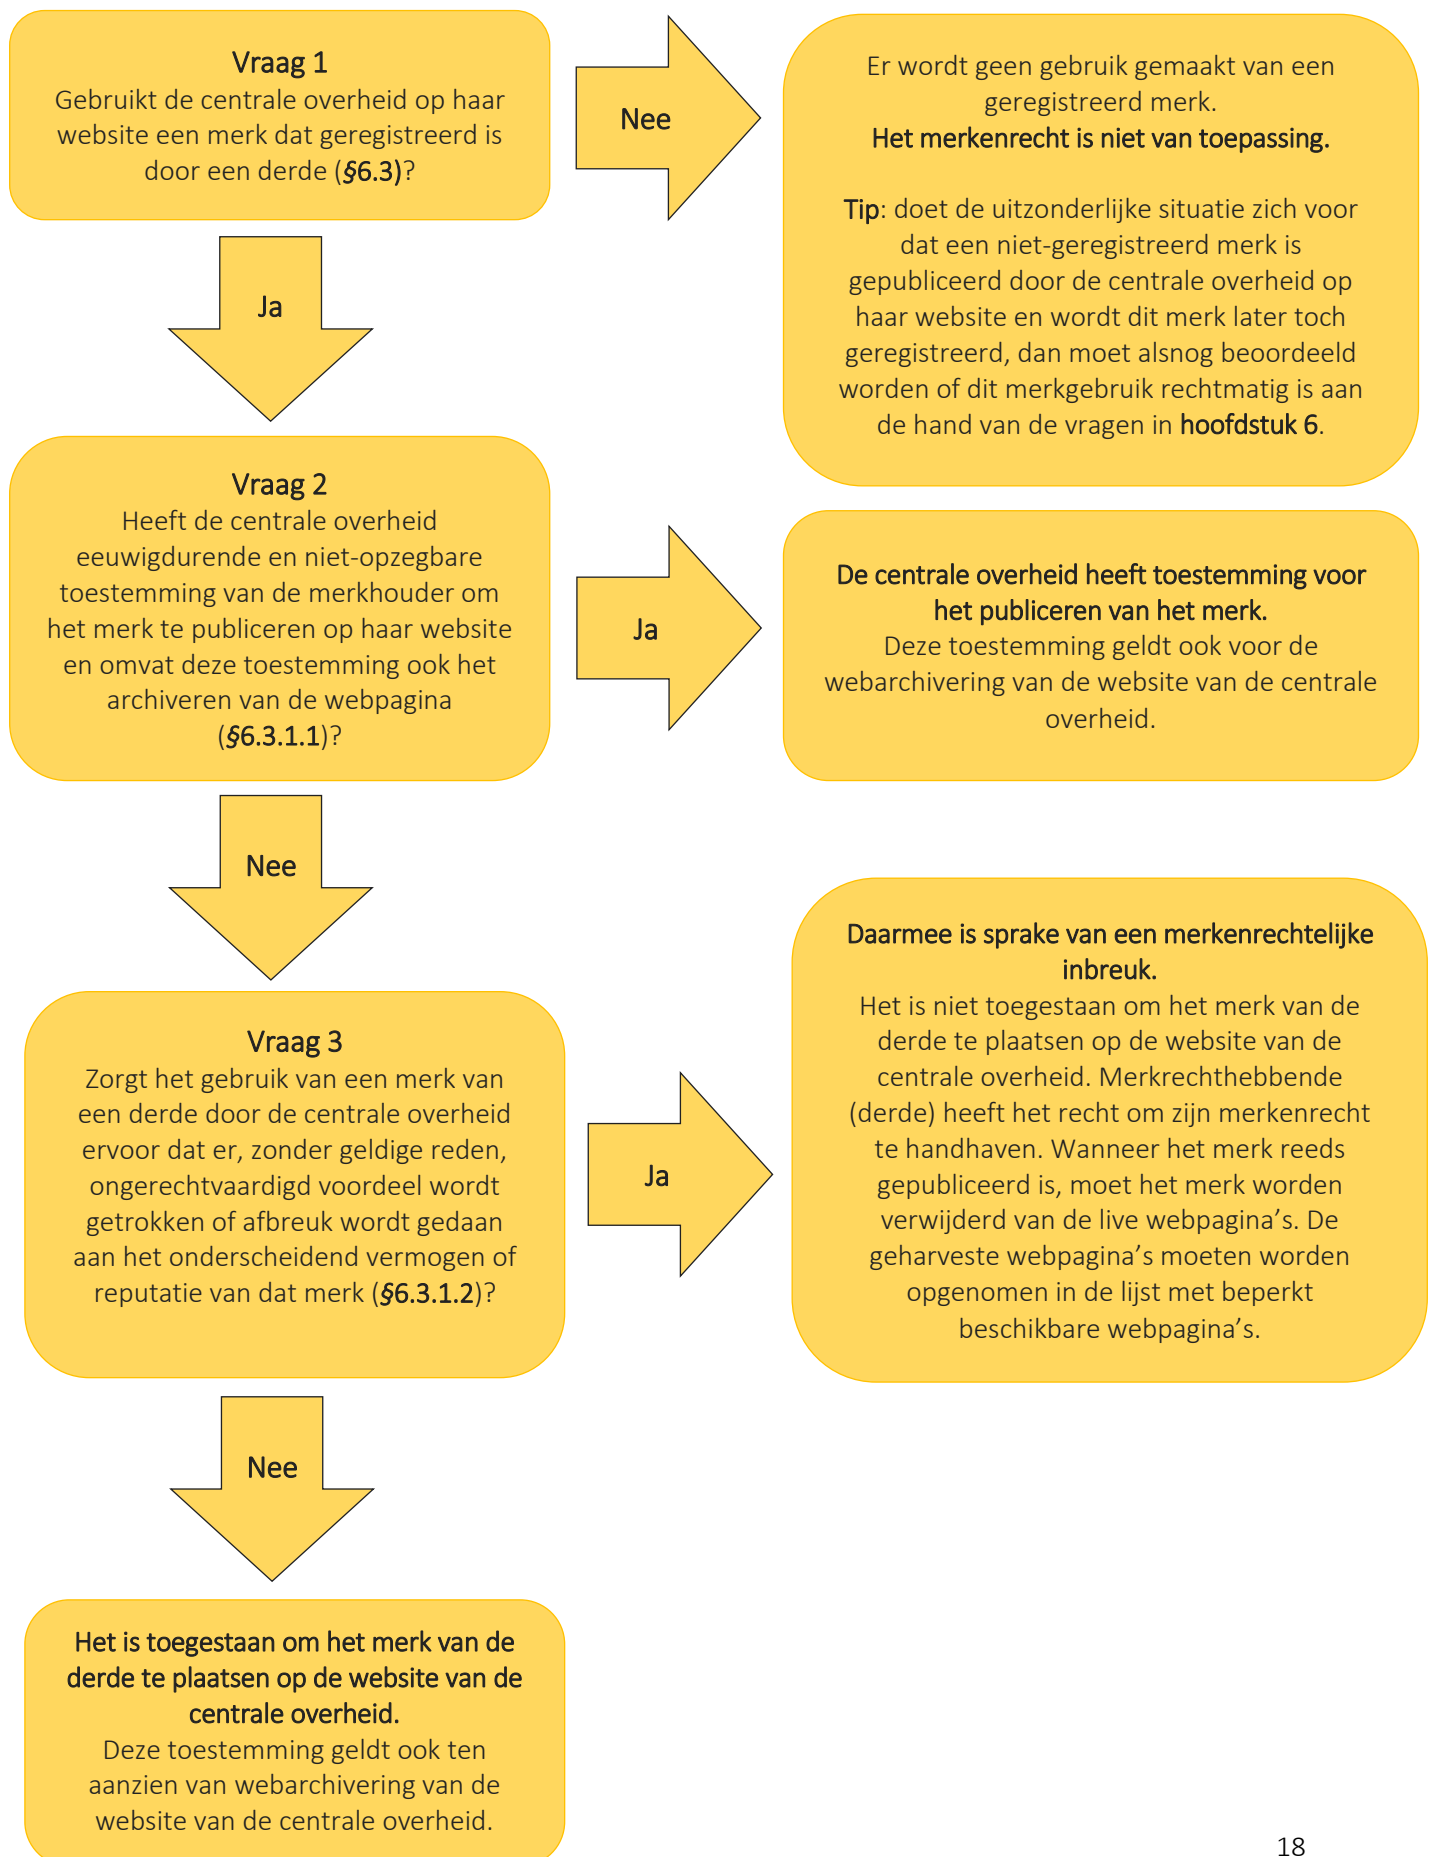 Vraag 1
Gebruikt de centrale overheid op haar
website een merk dat geregistreerd is
door een derde (§6.3)?
Nee
Er wordt geen gebruik gemaakt van een
geregistreerd merk.
Het merkenrecht is niet van toepassing.
Tip: doet de uitzonderlijke situatie zich voor
dat een niet-geregistreerd merk is
gepubliceerd door de centrale overheid op
haar website en wordt dit merk later toch
geregistreerd, dan moet alsnog beoordeeld
worden of dit merkgebruik rechtmatig is aan
de hand van de vragen in hoofdstuk 6.
Ja
Vraag 2
Heeft de centrale overheid
eeuwigdurende en niet-opzegbare
toestemming van de merkhouder om
het merk te publiceren op haar website
en omvat deze toestemming ook het
archiveren van de webpagina
(§6.3.1.1)?
Ja
De centrale overheid heeft toestemming voor
het publiceren van het merk.
Deze toestemming geldt ook voor de
webarchivering van de website van de centrale
overheid.
Nee
Vraag 3
Zorgt het gebruik van een merk van
een derde door de centrale overheid
ervoor dat er, zonder geldige reden,
ongerechtvaardigd voordeel wordt
getrokken of afbreuk wordt gedaan
aan het onderscheidend vermogen of
reputatie van dat merk (§6.3.1.2)?
Ja
Daarmee is sprake van een merkenrechtelijke
inbreuk.
Het is niet toegestaan om het merk van de
derde te plaatsen op de website van de
centrale overheid. Merkrechthebbende
(derde) heeft het recht om zijn merkenrecht
te handhaven. Wanneer het merk reeds
gepubliceerd is, moet het merk worden
verwijderd van de live webpagina’s. De
geharveste webpagina’s moeten worden
opgenomen in de lijst met beperkt
beschikbare webpagina’s.
Nee
Het is toegestaan om het merk van de
derde te plaatsen op de website van de
centrale overheid.
Deze toestemming geldt ook ten
aanzien van webarchivering van de
website van de centrale overheid.
18